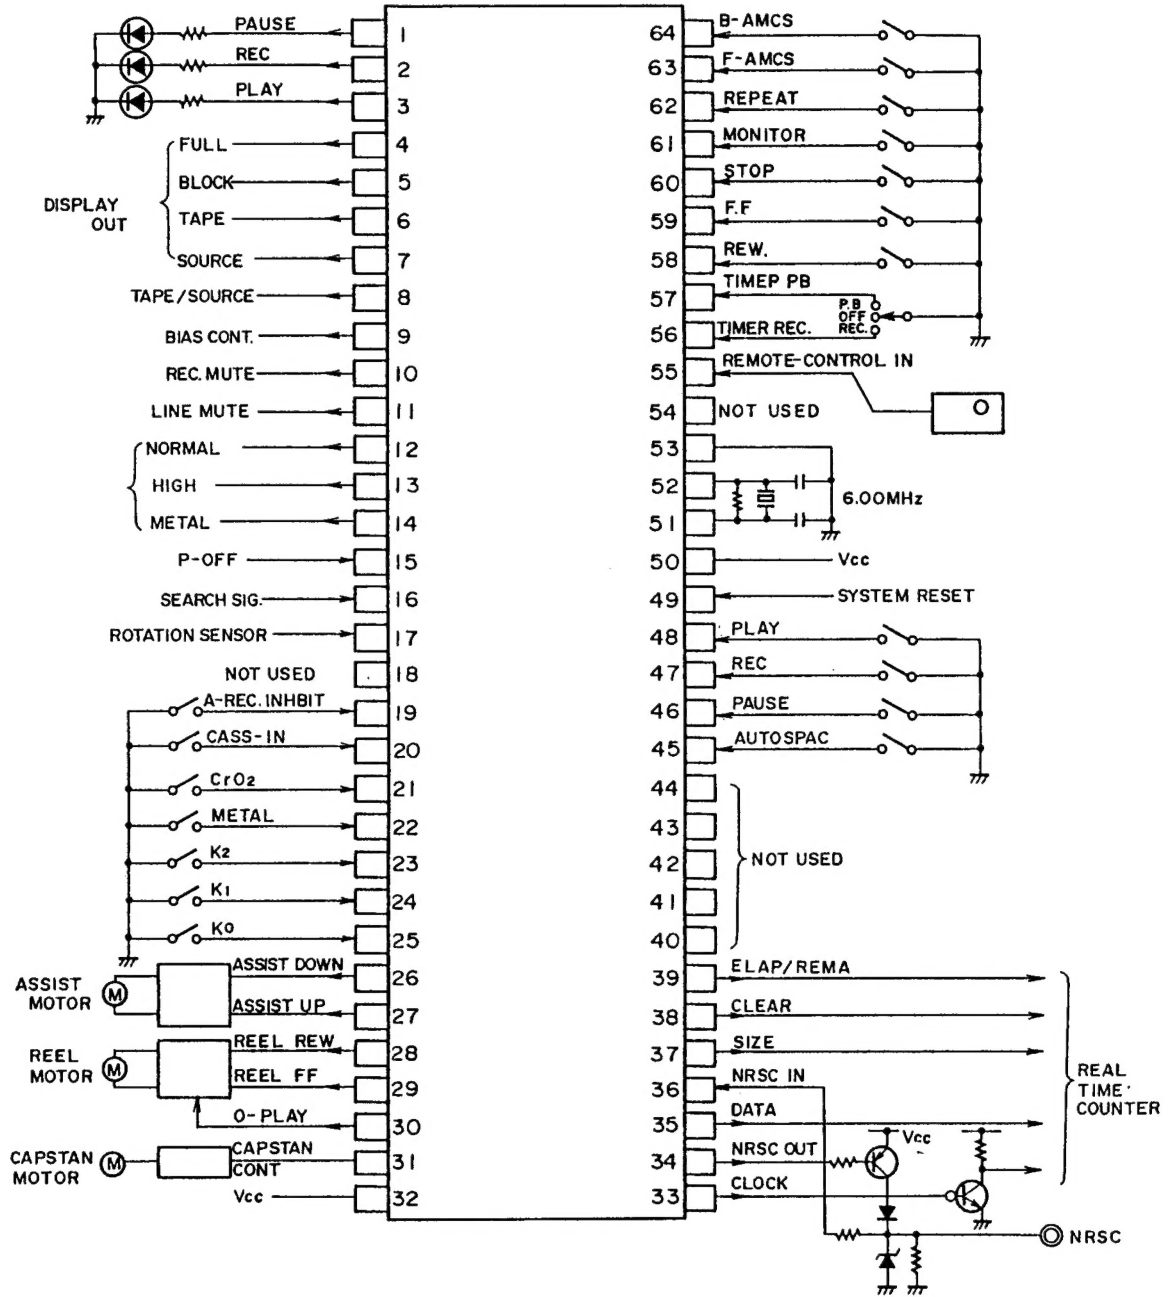 PAUSE 1
REC 2
PLAY 3
DISPLAY OUT
FULL 4
BLOCK 5
TAPE 6
SOURCE 7
TAPE/SOURCE 8
BIAS CONT. 9
REC. MUTE 10
LINE MUTE 11
NORMAL 12
HIGH 13
METAL 14
P-OFF 15
SEARCH SIG. 16
ROTATION SENSOR 17
NOT USED 18
A-REC. INHBIT 19
CASS-IN 20
CrO2 21
METAL 22
K2 23
K1 24
K0 25
ASSIST MOTOR
M
ASSIST DOWN 26
ASSIST UP 27
REEL MOTOR
M
REEL REW 28
REEL FF 29
O-PLAY 30
CAPSTAN MOTOR
M
CAPSTAN CONT 31
Vcc 32
64 B-AMCS
63 F-AMCS
62 REPEAT
61 MONITOR
60 STOP
59 F.F
58 REW.
57 TIMEP PB
P.B
OFF
REC.
56 TIMER REC.
55 REMOTE-CONTROL IN
54 NOT USED
53
52
6.00MHz
51
50 Vcc
49 SYSTEM RESET
48 PLAY
47 REC
46 PAUSE
45 AUTOSPAC
44
43
42
NOT USED
41
40
39 ELAP/REMA
38 CLEAR
37 SIZE
36 NRSC IN
35 DATA
34 NRSC OUT
33 CLOCK
REAL
TIME
COUNTER
Vcc
NRSC